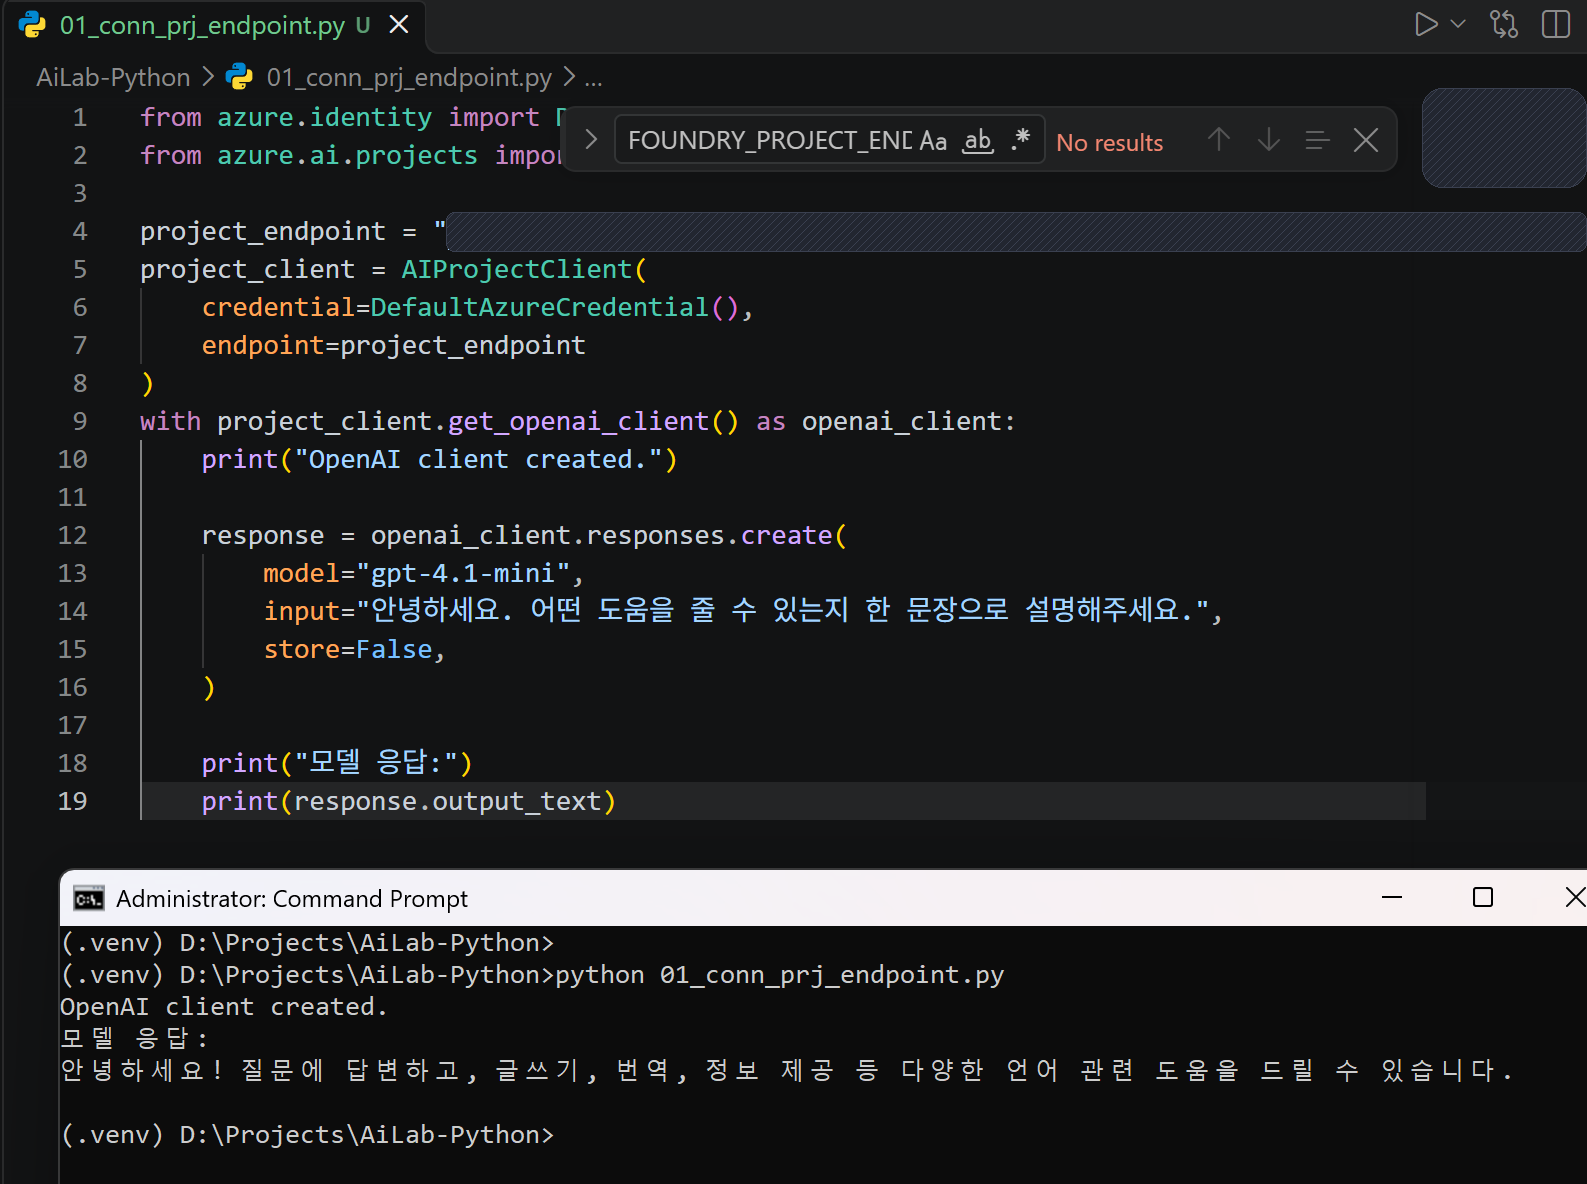 01_conn_prj_endpoint.py U
AiLab-Python > 01_conn_prj_endpoint.py > ...
FOUNDRY_PROJECT_END Aa ab .* No results
1 from azure.identity import
2 from azure.ai.projects impor
3
4 project_endpoint = "
5 project_client = AIProjectClient(
6 credential=DefaultAzureCredential(),
7 endpoint=project_endpoint
8 )
9 with project_client.get_openai_client() as openai_client:
10 print("OpenAI client created.")
11
12 response = openai_client.responses.create(
13 model="gpt-4.1-mini",
14 input="안녕하세요. 어떤 도움을 줄 수 있는지 한 문장으로 설명해주세요.",
15 store=False,
16 )
17
18 print("모델 응답:")
19 print(response.output_text)
Administrator: Command Prompt
(.venv) D:\Projects\AiLab-Python>
(.venv) D:\Projects\AiLab-Python>python 01_conn_prj_endpoint.py
OpenAI client created.
모델 응답:
안녕하세요! 질문에 답변하고, 글쓰기, 번역, 정보 제공 등 다양한 언어 관련 도움을 드릴 수 있습니다.
(.venv) D:\Projects\AiLab-Python>